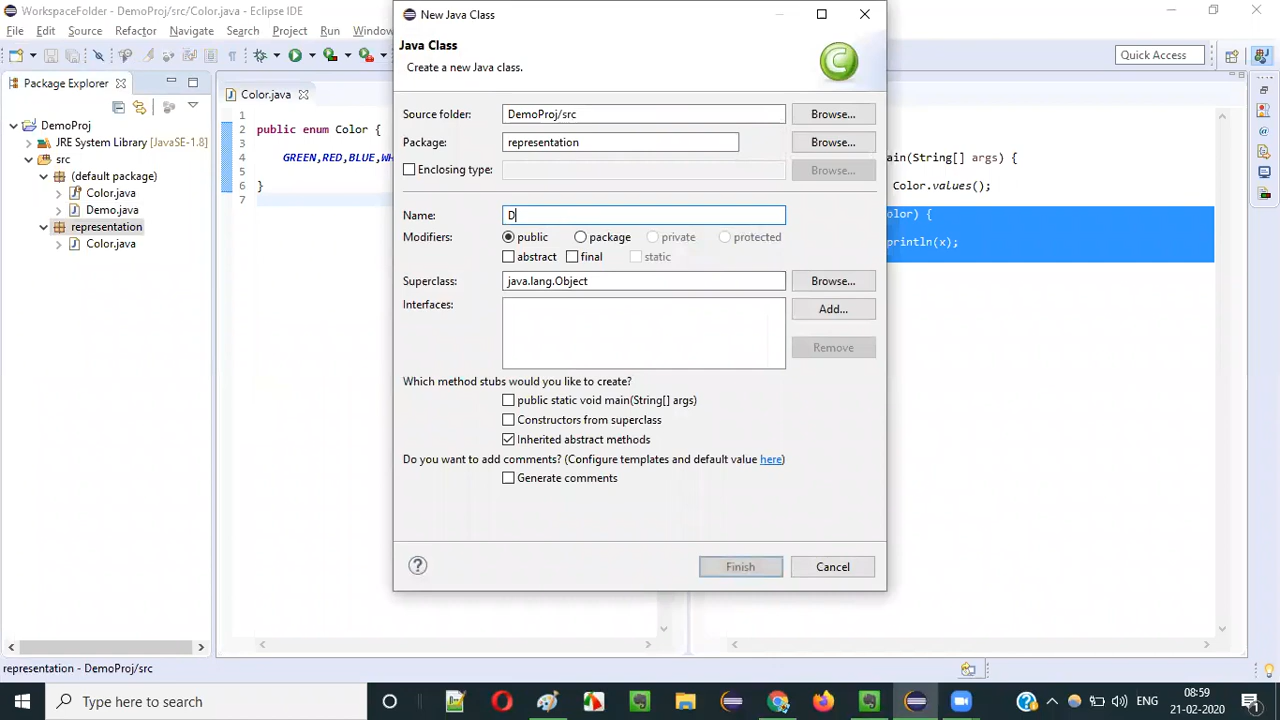 WorkspaceFolder - DemoProj/src/Color.java - Eclipse IDE
File Edit Source Refactor Navigate Search Project Run Window
Quick Access
Package Explorer
DemoProj
JRE System Library [JavaSE-1.8]
src
(default package)
Color.java
Demo.java
representation
Color.java
Color.java
1
2 public enum Color {
3
4 GREEN,RED,BLUE,WH
5
6 }
7
ain(String[] args) {
Color.values();
olor) {
println(x);
New Java Class
Java Class
Create a new Java class.
Source folder: DemoProj/src Browse...
Package: representation Browse...
Enclosing type: Browse...
Name: D
Modifiers: public package private protected
abstract final static
Superclass: java.lang.Object Browse...
Interfaces: Add...
Remove
Which method stubs would you like to create?
public static void main(String[] args)
Constructors from superclass
Inherited abstract methods
Do you want to add comments? (Configure templates and default value here)
Generate comments
Finish Cancel
representation - DemoProj/src
Type here to search
ENG
08:59
21-02-2020